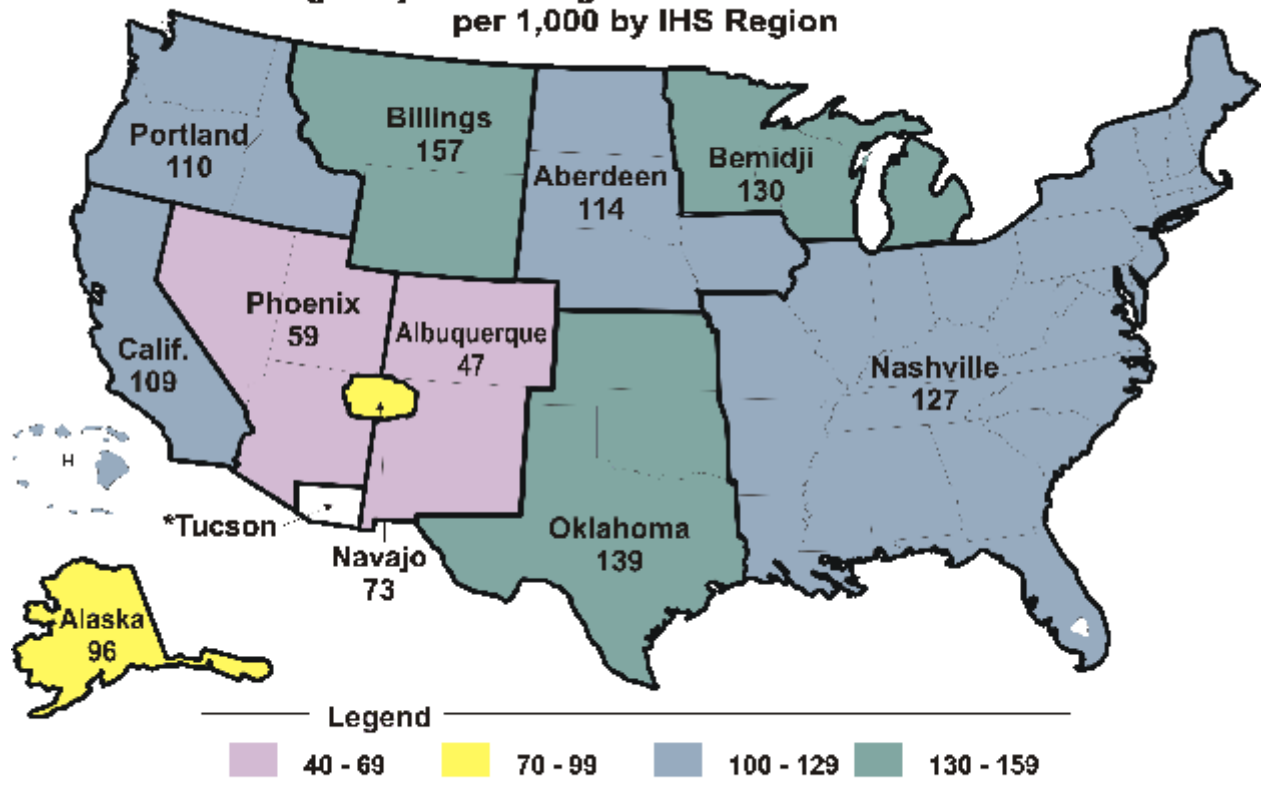 per 1,000 by IHS Region
Portland
110
Billings
157
Aberdeen
114
Bemidji
130
Phoenix
59
Albuquerque
47
Calif.
109
Nashville
127
H
*Tucson
Navajo
73
Oklahoma
139
Alaska
96
Legend
40 - 69
70 - 99
100 - 129
130 - 159